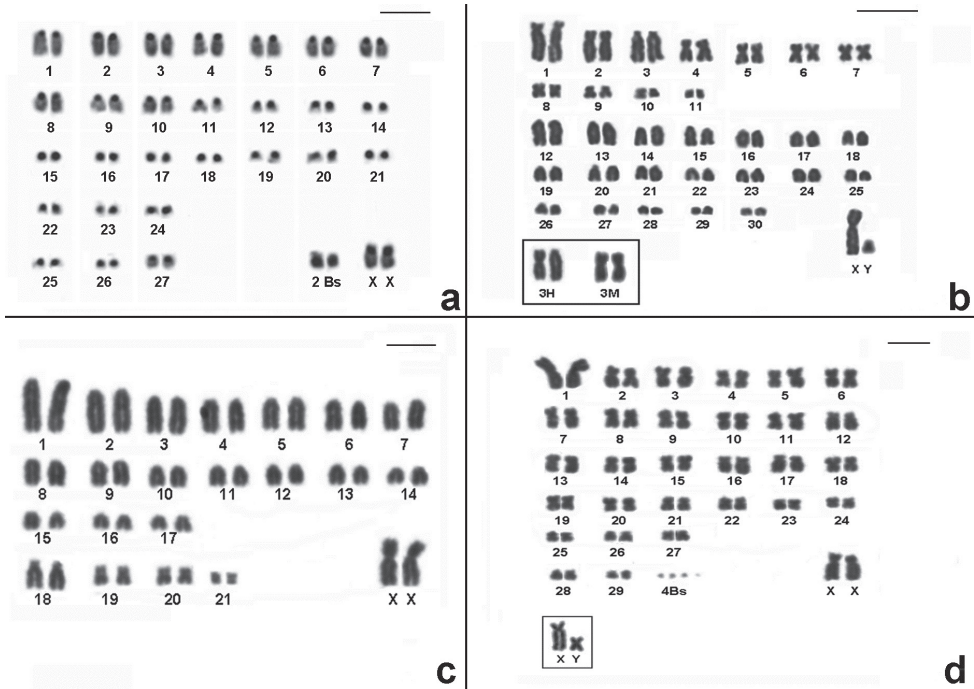 1 2 3 4 5 6 7
8 9 10 11 12 13 14
15 16 17 18 19 20 21
22 23 24
25 26 27 2 Bs X X
a
1 2 3 4 5 6 7
8 9 10 11
12 13 14 15 16 17 18
19 20 21 22 23 24 25
26 27 28 29 30
X Y
3H 3M
b
1 2 3 4 5 6 7
8 9 10 11 12 13 14
15 16 17
18 19 20 21 X X
c
1 2 3 4 5 6
7 8 9 10 11 12
13 14 15 16 17 18
19 20 21 22 23 24
25 26 27
28 29 4Bs X X
X Y
d